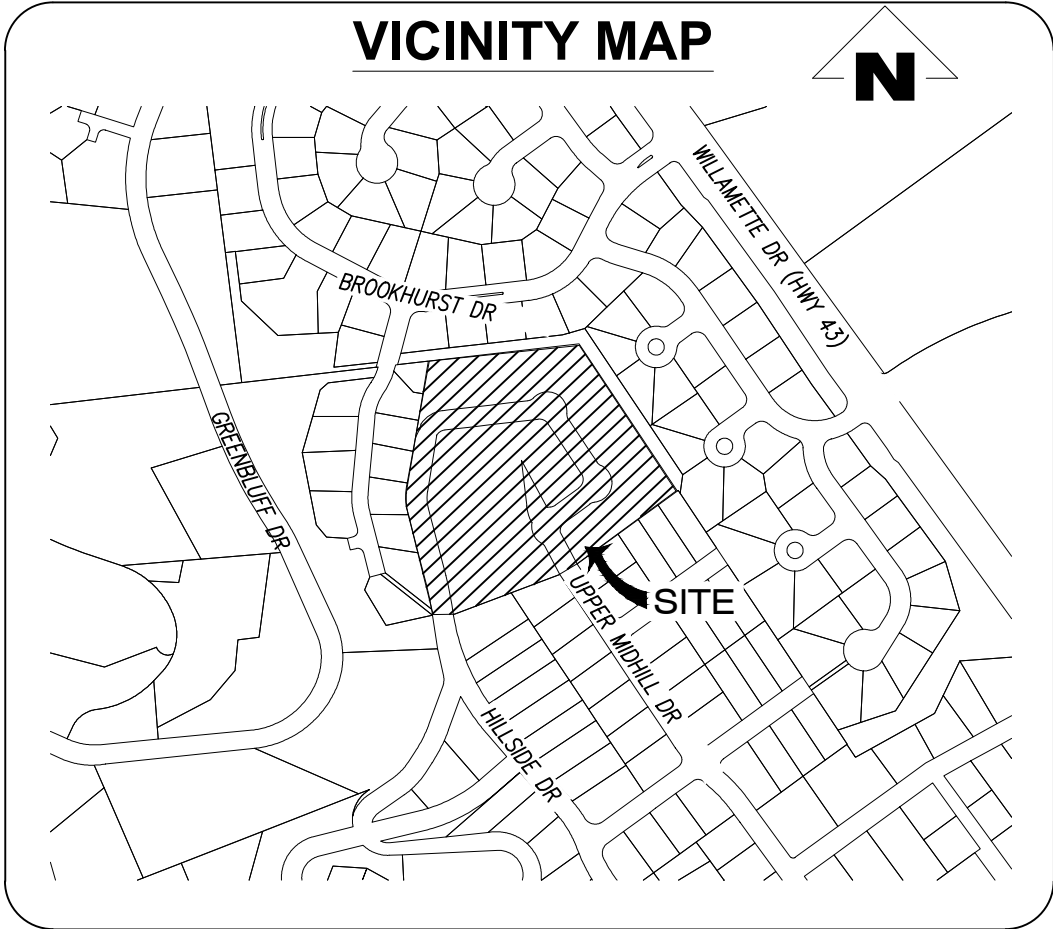 VICINITY MAP
N
WILLAMETTE DR (HWY 43)
BROOKHURST DR
GREENBLUFF DR
SITE
UPPER MIDHILL DR
HILLSIDE DR